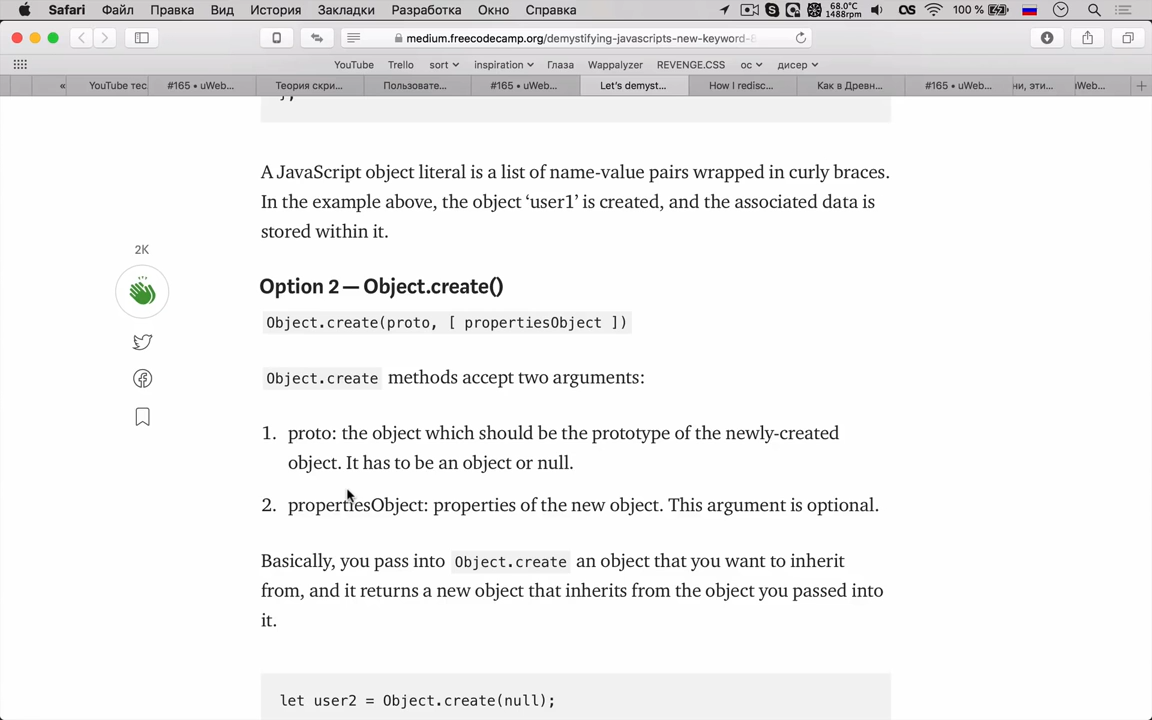 Safari Файл Правка Вид История Закладки Разработка Окно Справка 68.0°C 1488rpm 100 %
medium.freecodecamp.org/demystifying-javascripts-new-keyword-
YouTube Trello sort inspiration Глаза Wappalyzer REVENGE.CSS ос дисер
« YouTube тес #165 • uWeb... Теория скри... Пользовате... #165 • uWeb... Let's demyst... How I redisc... Как в Древн... #165 • uWeb... ни, эти... Web...
};
A JavaScript object literal is a list of name-value pairs wrapped in curly braces.
In the example above, the object ‘user1’ is created, and the associated data is
stored within it.
2K
Option 2 — Object.create()
Object.create(proto, [ propertiesObject ])
Object.create methods accept two arguments:
1. proto: the object which should be the prototype of the newly-created
object. It has to be an object or null.
2. propertiesObject: properties of the new object. This argument is optional.
Basically, you pass into Object.create an object that you want to inherit
from, and it returns a new object that inherits from the object you passed into
it.
let user2 = Object.create(null);